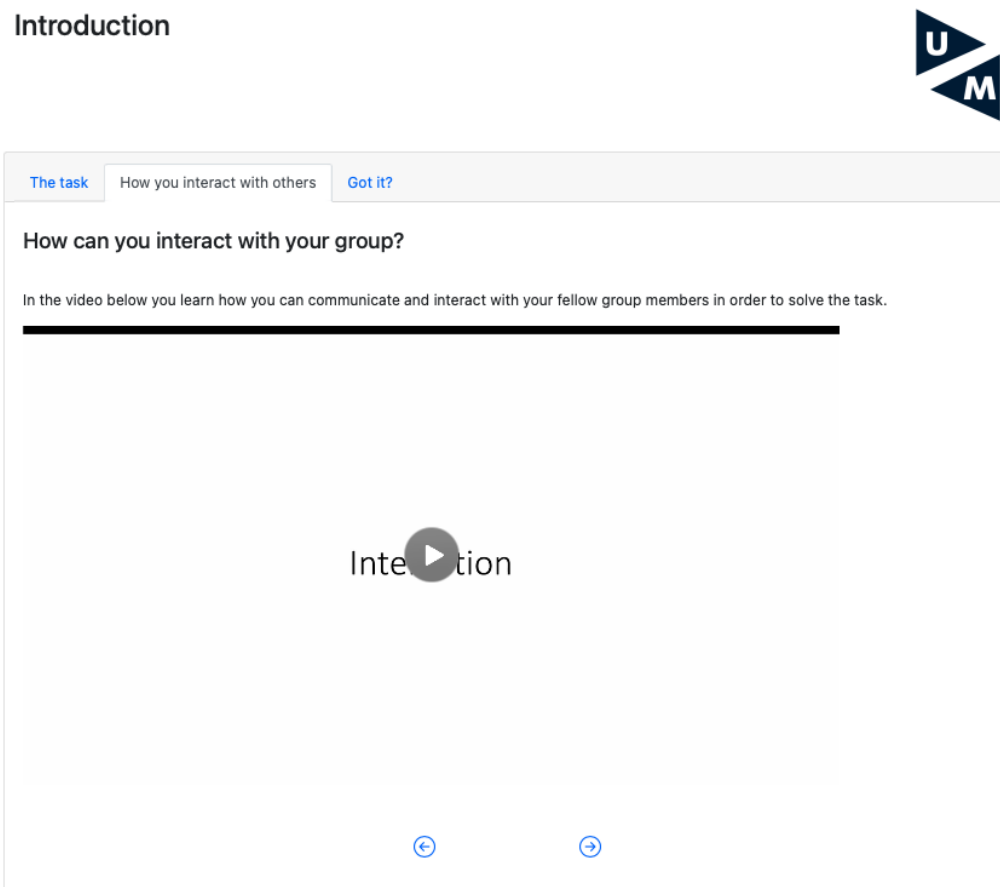 Introduction
U
M
The task
How you interact with others
Got it?
How can you interact with your group?
In the video below you learn how you can communicate and interact with your fellow group members in order to solve the task.